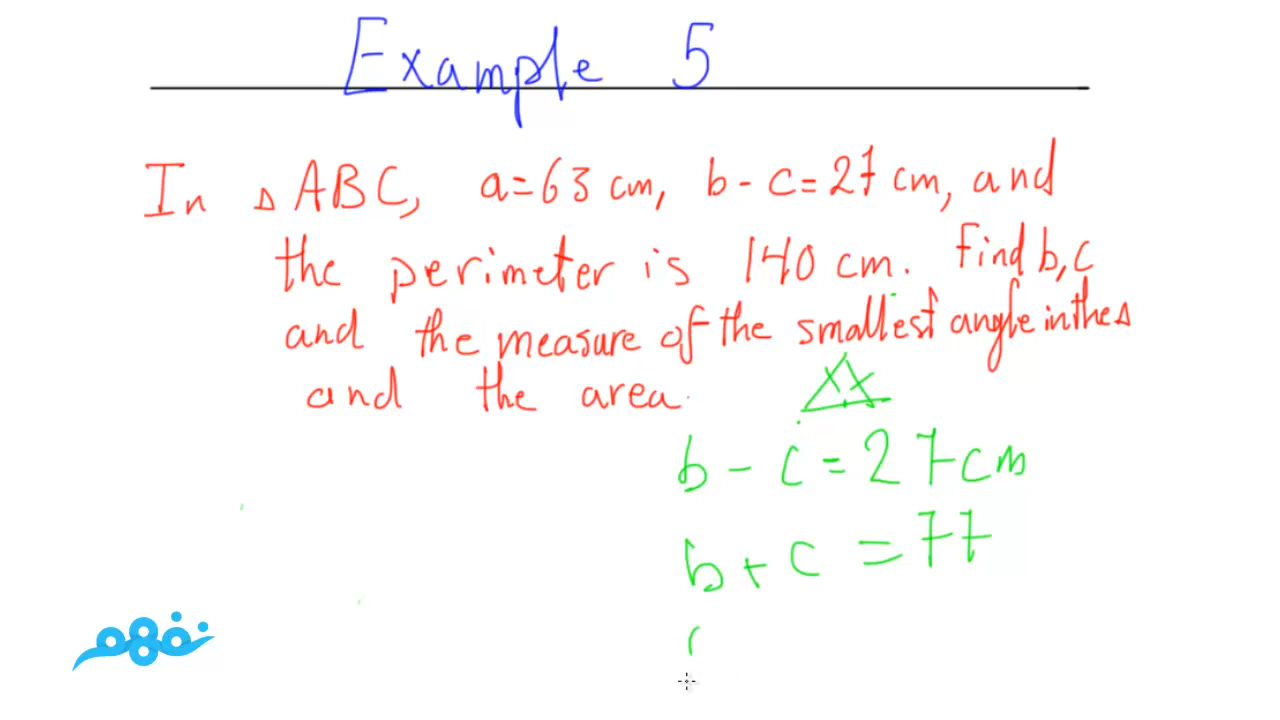 Example 5
In △ ABC, a=63 cm, b - c = 27 cm, and
the perimeter is 140 cm. Find b, c
and the measure of the smallest angle in the △
and the area.
b - c = 27 cm
b + c = 77
نفهم